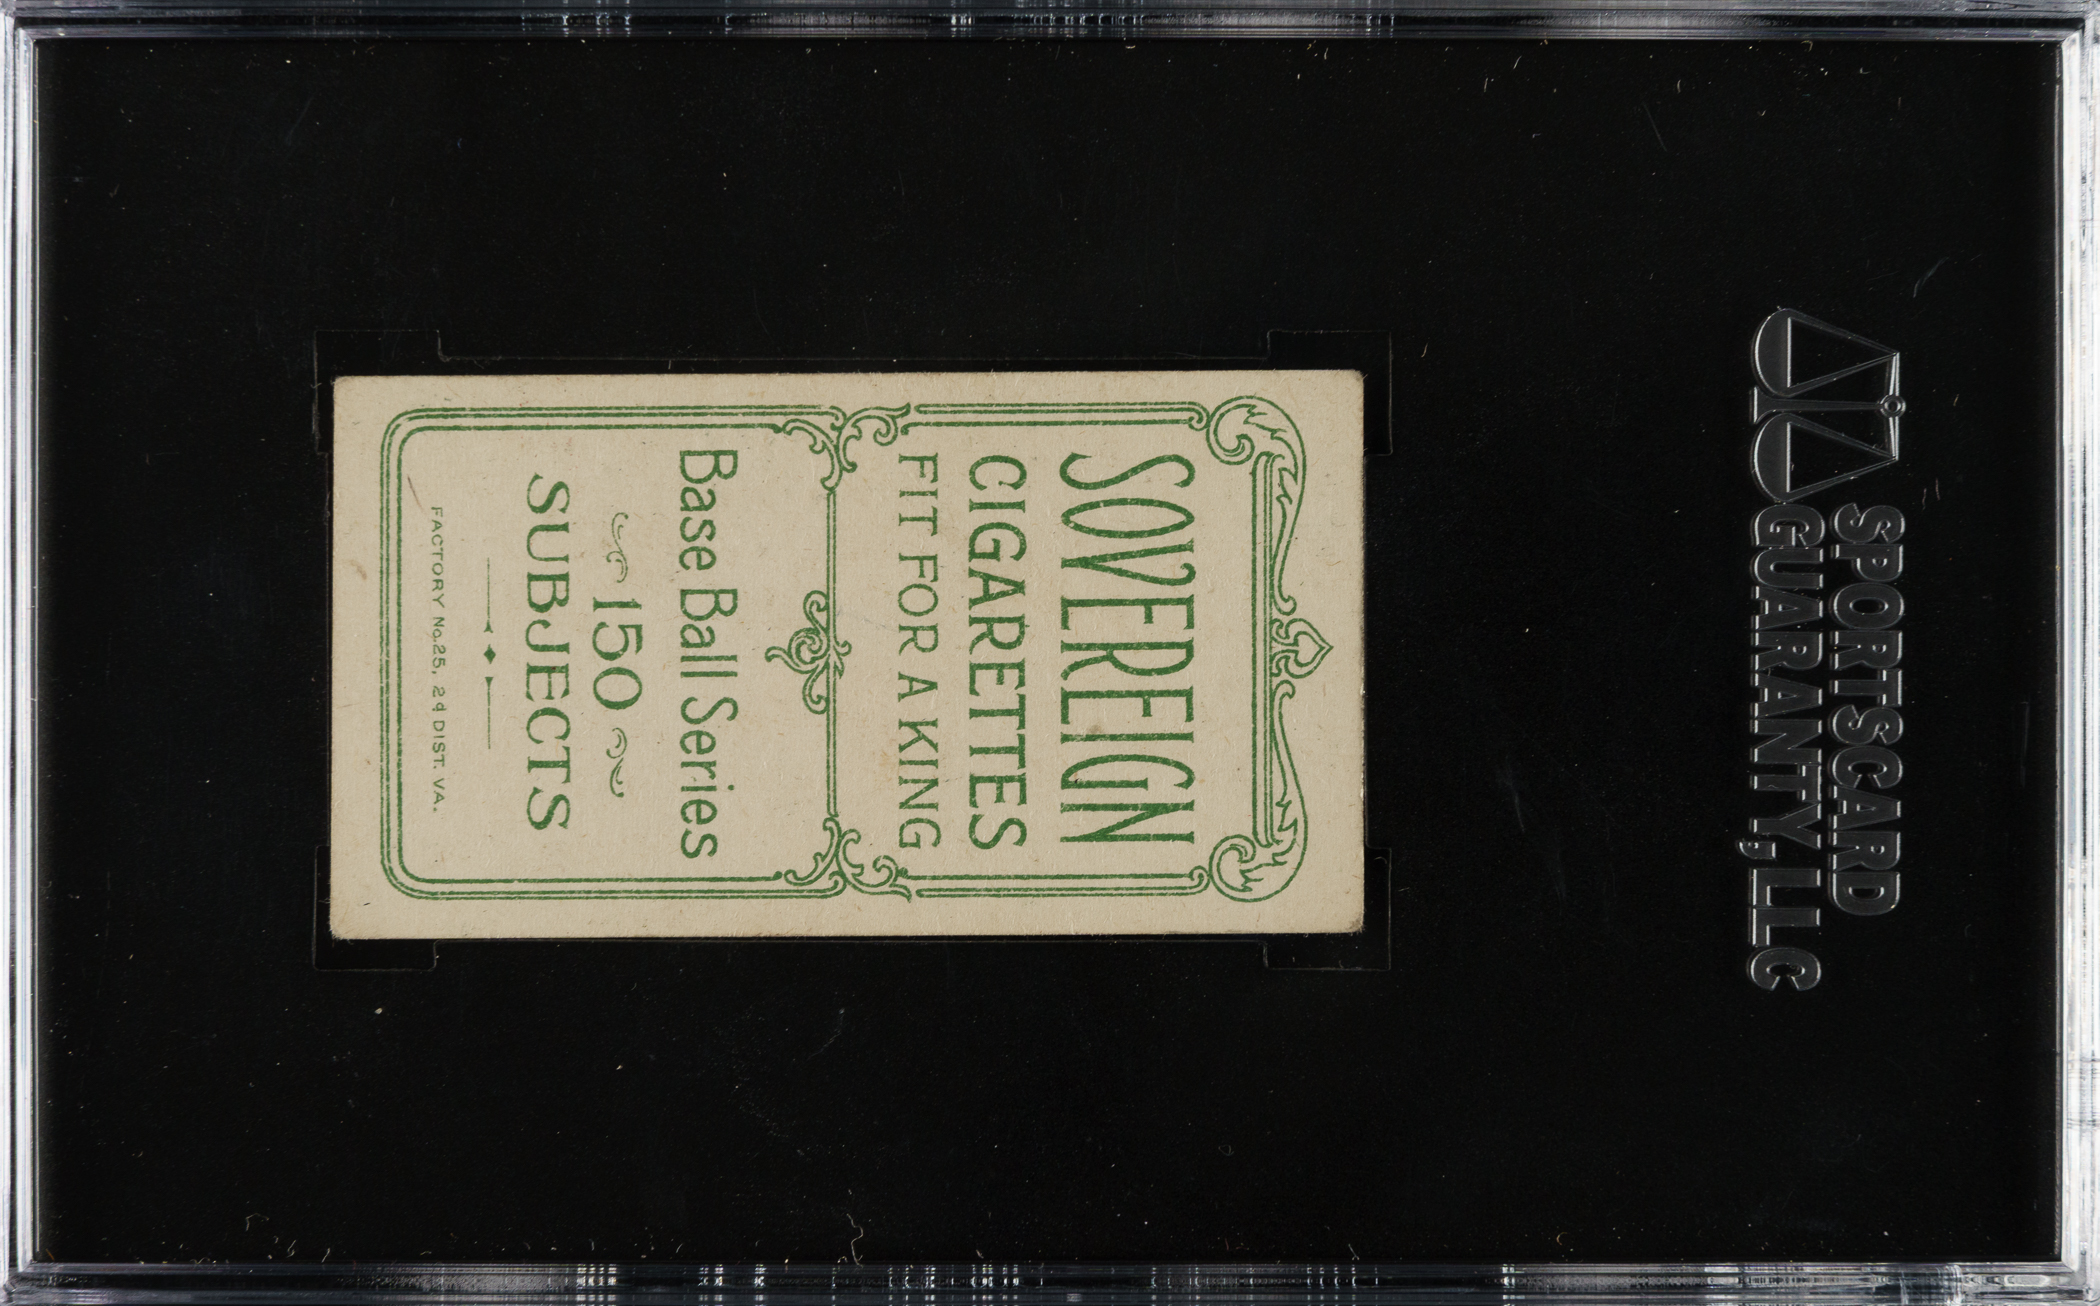 SOVEREIGN
CIGARETTES
FIT FOR A KING
Base Ball Series
150
SUBJECTS
FACTORY No. 25, 2d DIST. VA.
SPORTSCARD
GUARANTY, LLC